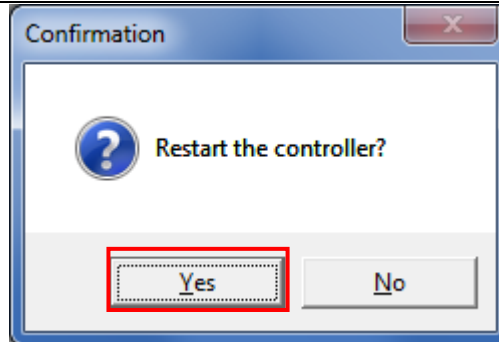 Confirmation
Restart the controller?
Yes
No